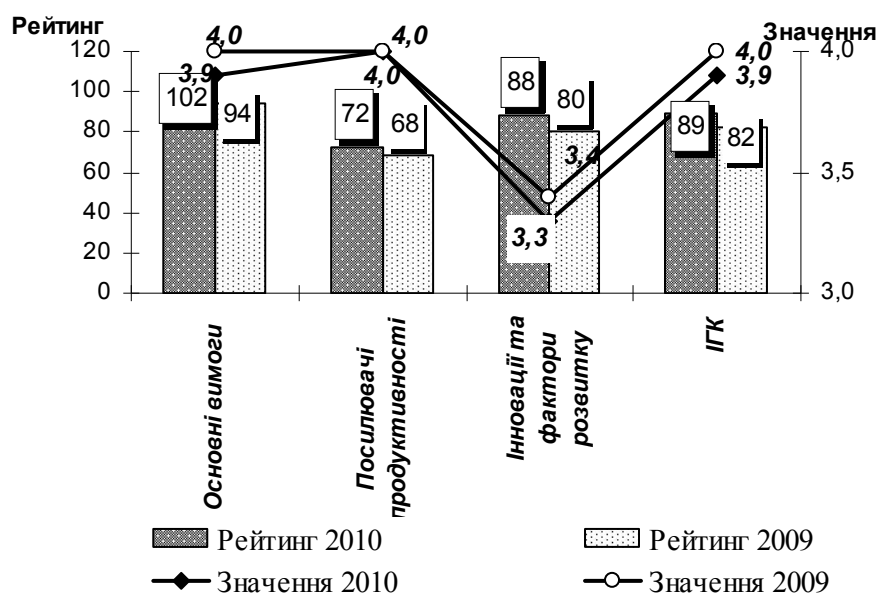 Рейтинг
Значення
120
100
80
60
40
20
0
4,0
3,5
3,0
4,0
3,9
4,0
4,0
3,4
3,3
4,0
3,9
102
94
72
68
88
80
89
82
Основні вимоги
Посилювачі
продуктивності
Інновації та
фактори
розвитку
ІГК
Рейтинг 2010
Рейтинг 2009
Значення 2010
Значення 2009